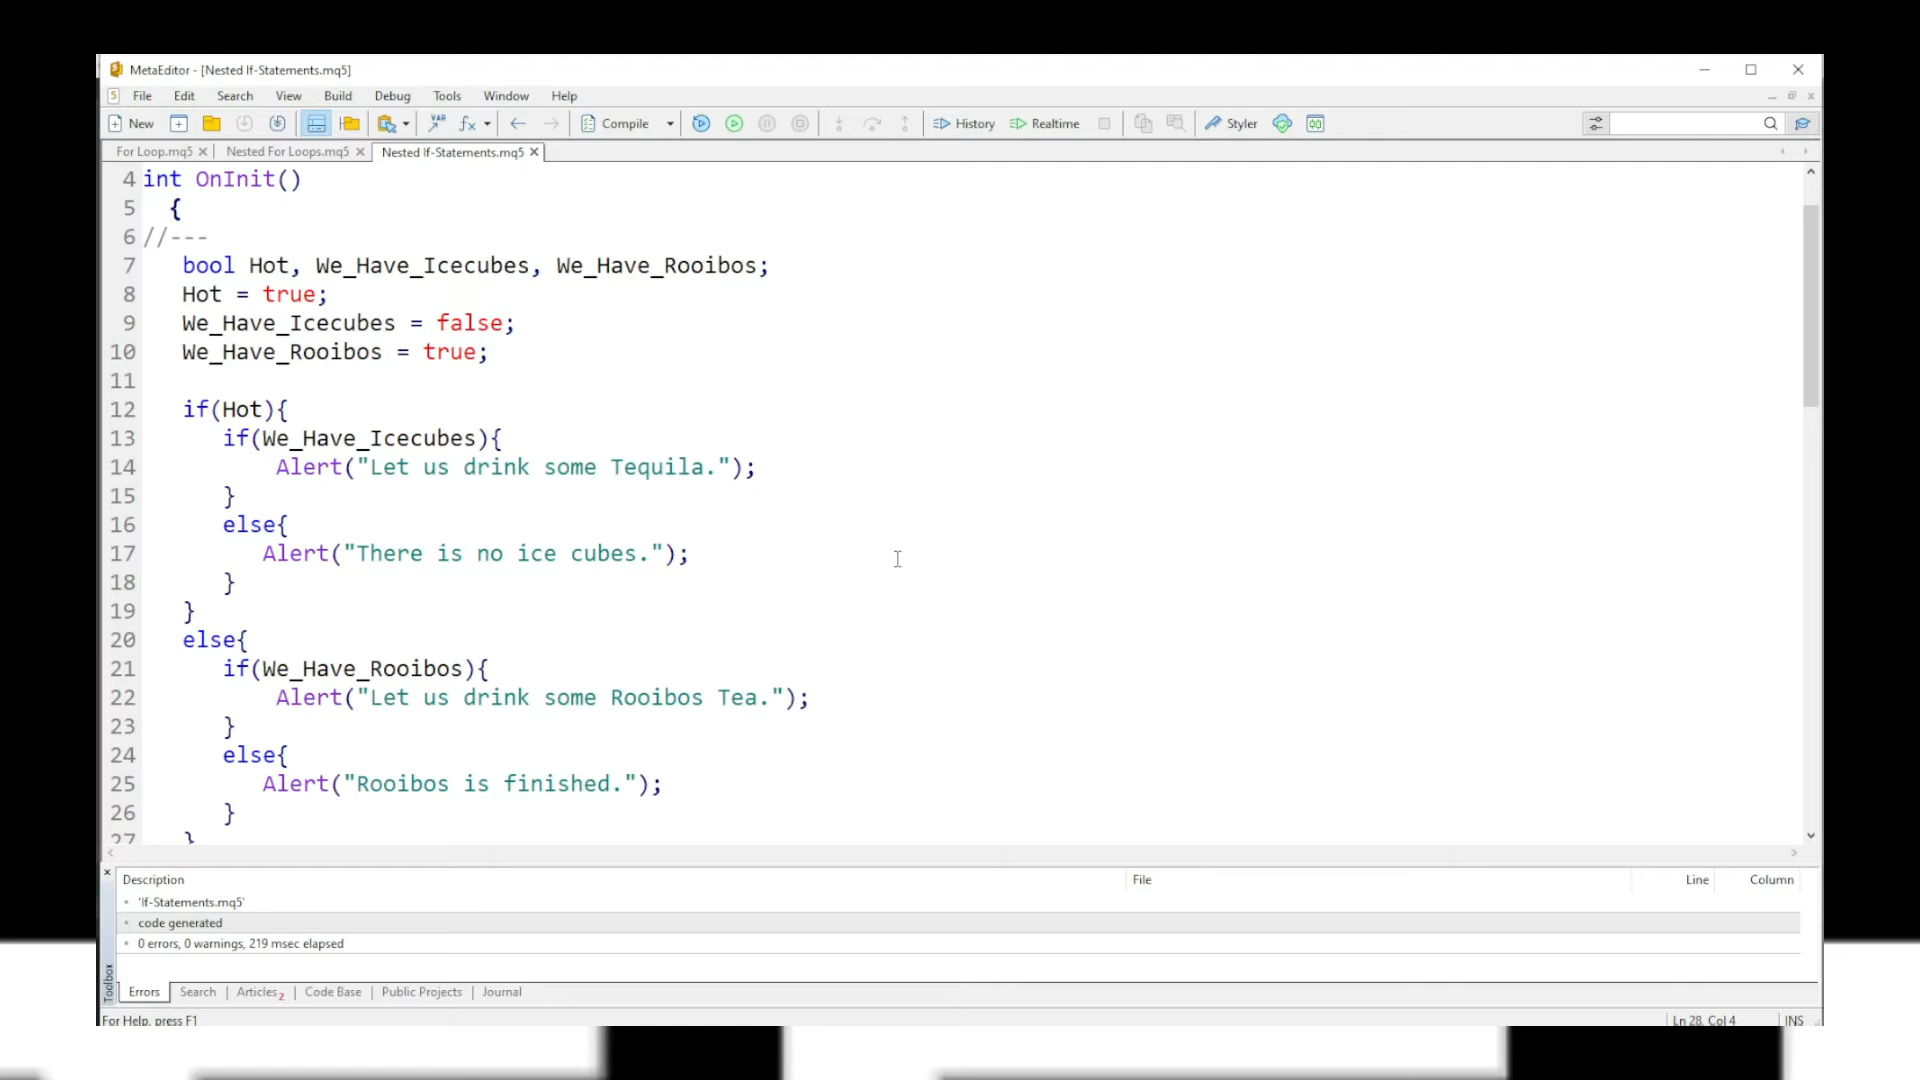 MetaEditor - [Nested If-Statements.mq5]
File Edit Search View Build Debug Tools Window Help
New Compile History Realtime Styler
For Loop.mq5 Nested For Loops.mq5 Nested If-Statements.mq5
4 int OnInit()
5 {
6 //---
7 bool Hot, We_Have_Icecubes, We_Have_Rooibos;
8 Hot = true;
9 We_Have_Icecubes = false;
10 We_Have_Rooibos = true;
11
12 if(Hot){
13 if(We_Have_Icecubes){
14 Alert("Let us drink some Tequila.");
15 }
16 else{
17 Alert("There is no ice cubes.");
18 }
19 }
20 else{
21 if(We_Have_Rooibos){
22 Alert("Let us drink some Rooibos Tea.");
23 }
24 else{
25 Alert("Rooibos is finished.");
26 }
27 }
Description File Line Column
'If-Statements.mq5'
code generated
0 errors, 0 warnings, 219 msec elapsed
Toolbox
Errors Search Articles 2 Code Base Public Projects Journal
For Help, press F1 Ln 28, Col 4 INS